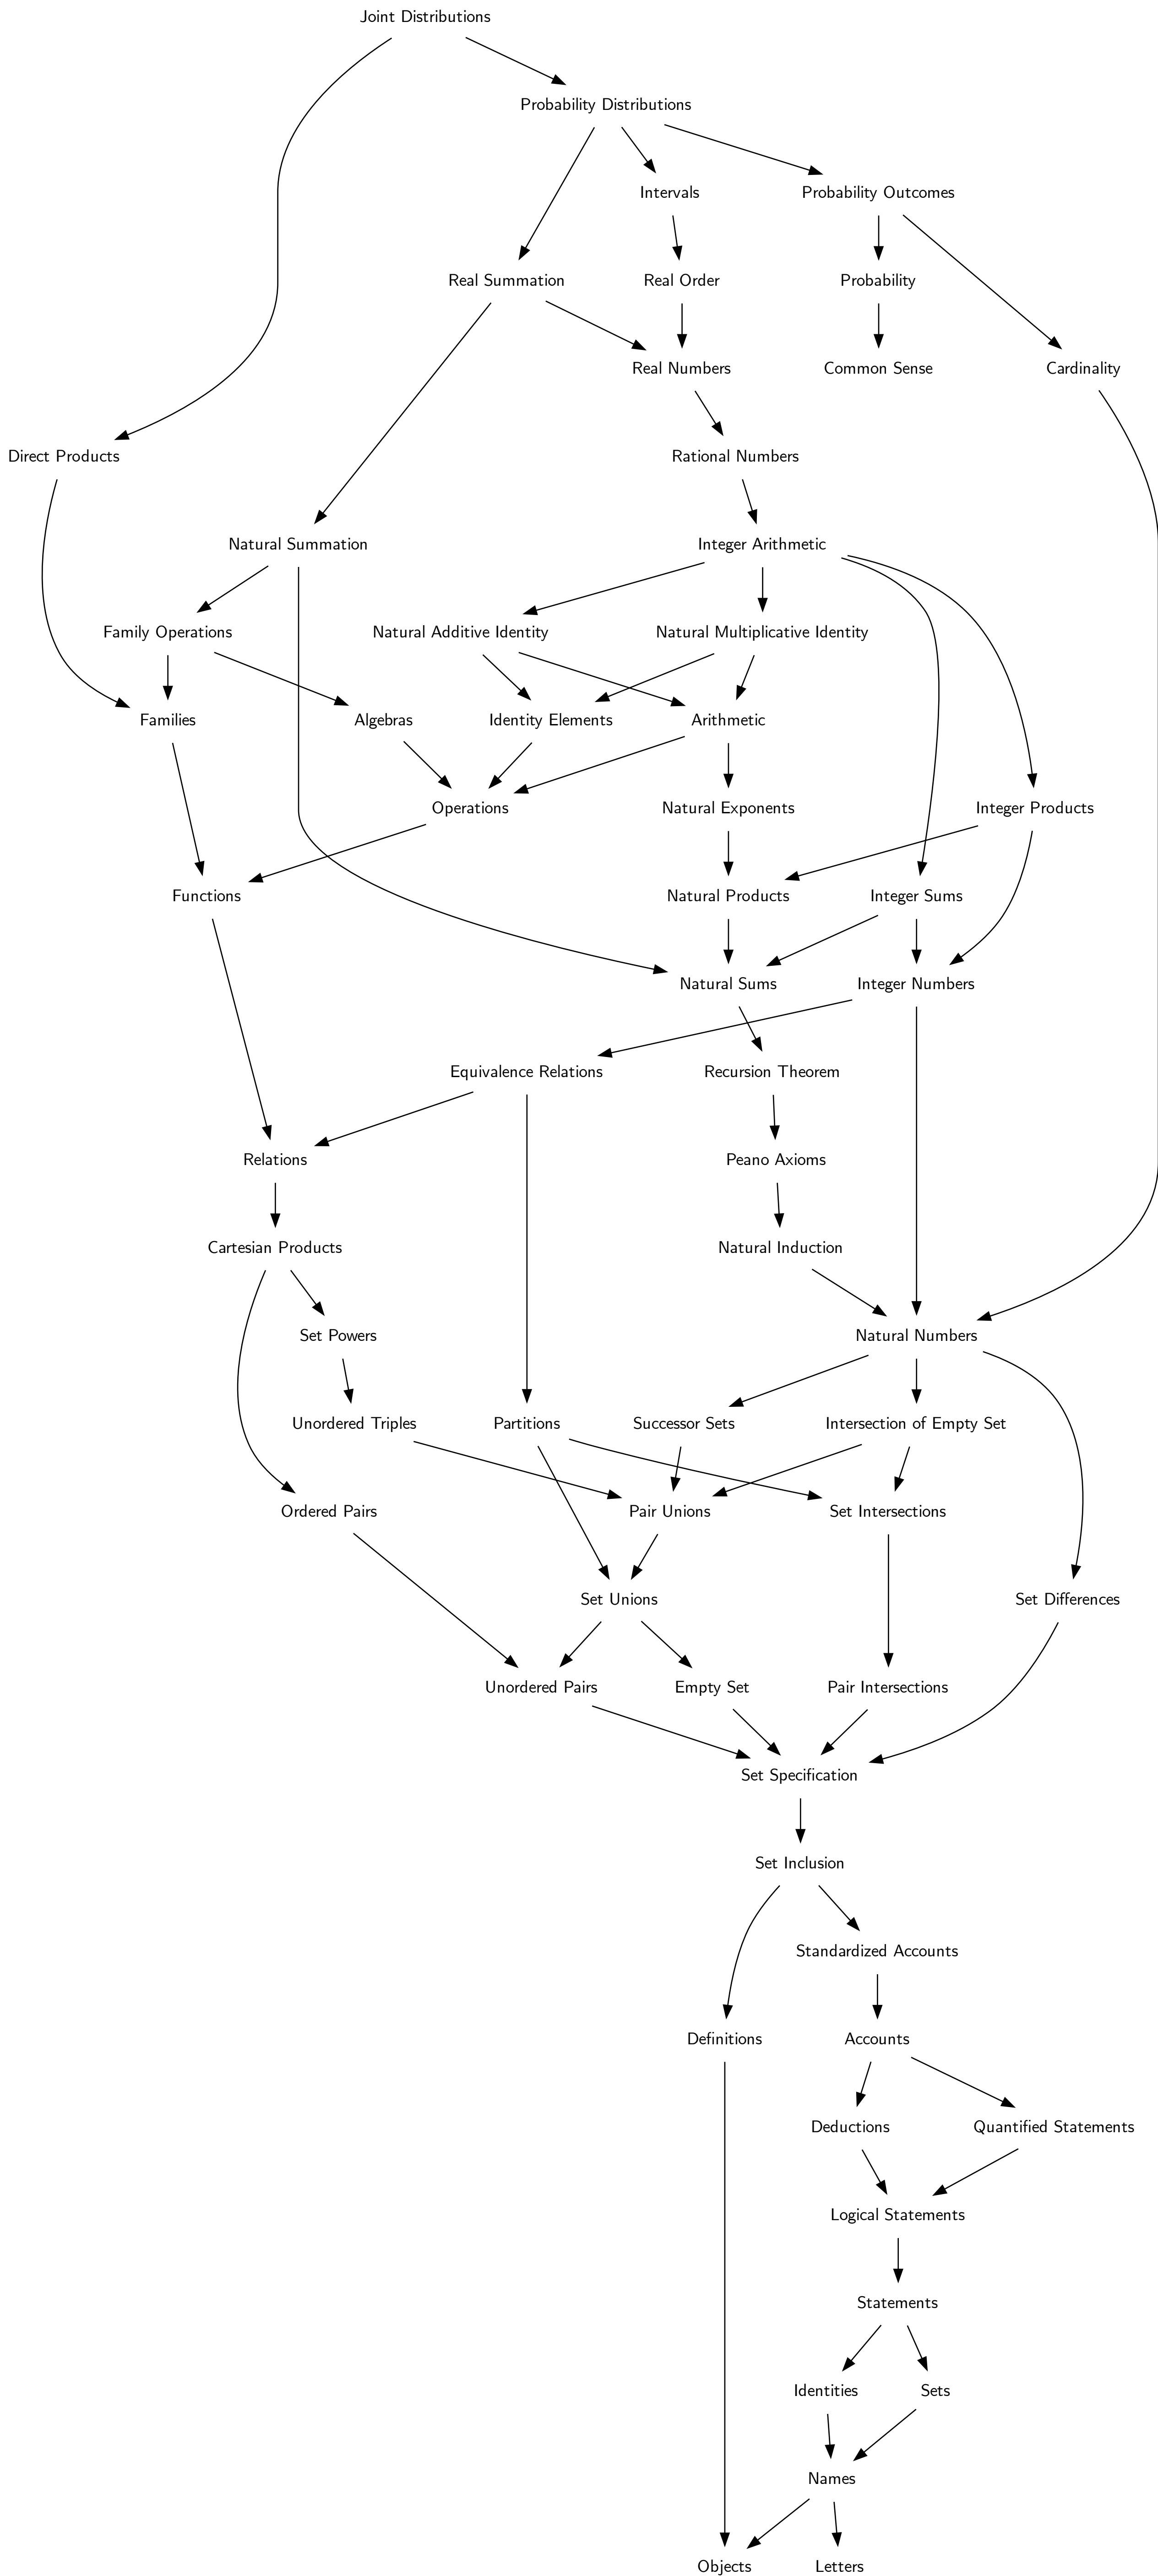 Joint Distributions
Probability Distributions
Intervals
Probability Outcomes
Real Summation
Real Order
Probability
Real Numbers
Common Sense
Cardinality
Direct Products
Rational Numbers
Natural Summation
Integer Arithmetic
Family Operations
Natural Additive Identity
Natural Multiplicative Identity
Families
Algebras
Identity Elements
Arithmetic
Operations
Natural Exponents
Integer Products
Functions
Natural Products
Integer Sums
Natural Sums
Integer Numbers
Equivalence Relations
Recursion Theorem
Relations
Peano Axioms
Cartesian Products
Natural Induction
Set Powers
Natural Numbers
Unordered Triples
Partitions
Successor Sets
Intersection of Empty Set
Ordered Pairs
Pair Unions
Set Intersections
Set Unions
Set Differences
Unordered Pairs
Empty Set
Pair Intersections
Set Specification
Set Inclusion
Standardized Accounts
Definitions
Accounts
Deductions
Quantified Statements
Logical Statements
Statements
Identities
Sets
Names
Objects
Letters